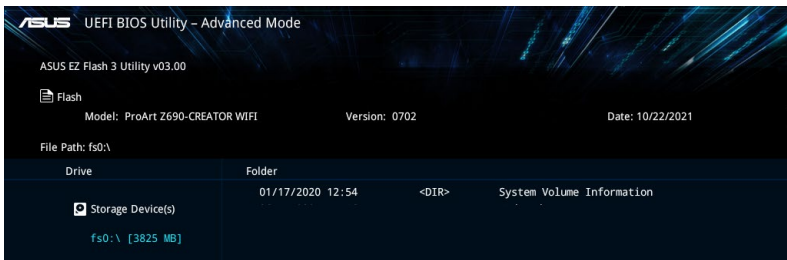 ASUS UEFI BIOS Utility – Advanced Mode
ASUS EZ Flash 3 Utility v03.00
Flash
Model: ProArt Z690-CREATOR WIFI Version: 0702 Date: 10/22/2021
File Path: fs0:\
Drive Folder
01/17/2020 12:54 <DIR> System Volume Information
Storage Device(s)
fs0:\ [3825 MB]